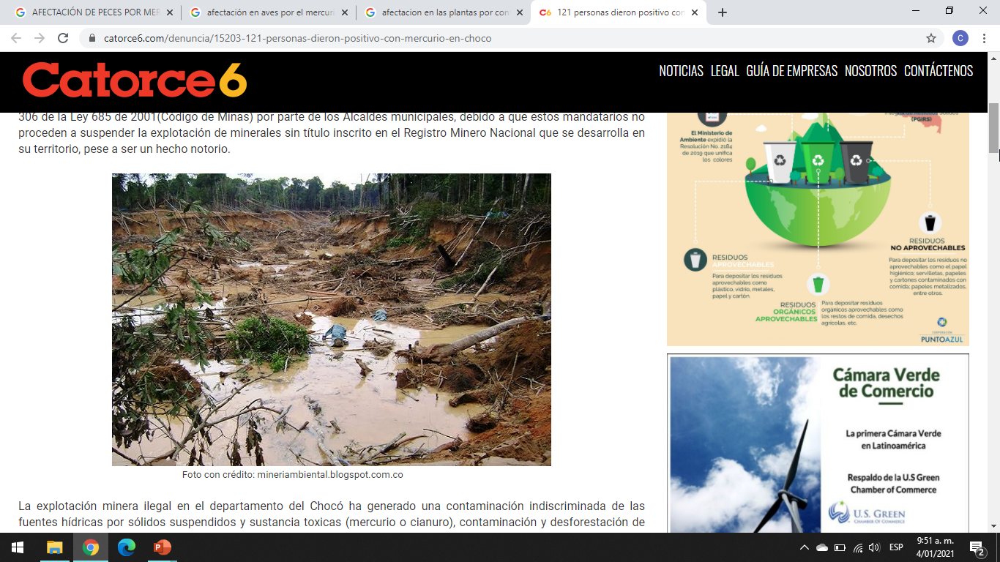 AFECTACIÓN DE PECES POR MER
afectación en aves por el mercuri
afectacion en las plantas por con
C6 121 personas dieron positivo con
catorce6.com/denuncia/15203-121-personas-dieron-positivo-con-mercurio-en-choco
C
Catorce6
NOTICIAS LEGAL GUÍA DE EMPRESAS NOSOTROS CONTÁCTENOS
306 de la Ley 685 de 2001(Código de Minas) por parte de los Alcaldes municipales, debido a que estos mandatarios no
proceden a suspender la explotación de minerales sin título inscrito en el Registro Minero Nacional que se desarrolla en
su territorio, pese a ser un hecho notorio.
Foto con crédito: mineriambiental.blogspot.com.co
La explotación minera ilegal en el departamento del Chocó ha generado una contaminación indiscriminada de las
fuentes hídricas por sólidos suspendidos y sustancia toxicas (mercurio o cianuro), contaminación y desforestación de
(PGIRS)
El Ministerio de
Ambiente expidió la
Resolución No. 2184
de 2019 que unifica
los colores
RESIDUOS
APROVECHABLES
Para depositar los residuos
aprovechables como
plástico, vidrio, metales,
papel y cartón.
RESIDUOS
ORGÁNICOS
APROVECHABLES
Para depositar residuos
orgánicos aprovechables como
los restos de comida, desechos
agrícolas, etc.
RESIDUOS
NO APROVECHABLES
Para depositar los residuos no
aprovechables como el papel
higiénico; servilletas, papeles
y cartones contaminados con
comida; papeles metalizados,
entre otros.
CORPORACIÓN
PUNTOAZUL
Cámara Verde
de Comercio
La primera Cámara Verde
en Latinoamérica
Respaldo de la U.S Green
Chamber of Commerce
U.S. GREEN
CHAMBER OF COMMERCE
ESP
9:51 a. m.
4/01/2021
2